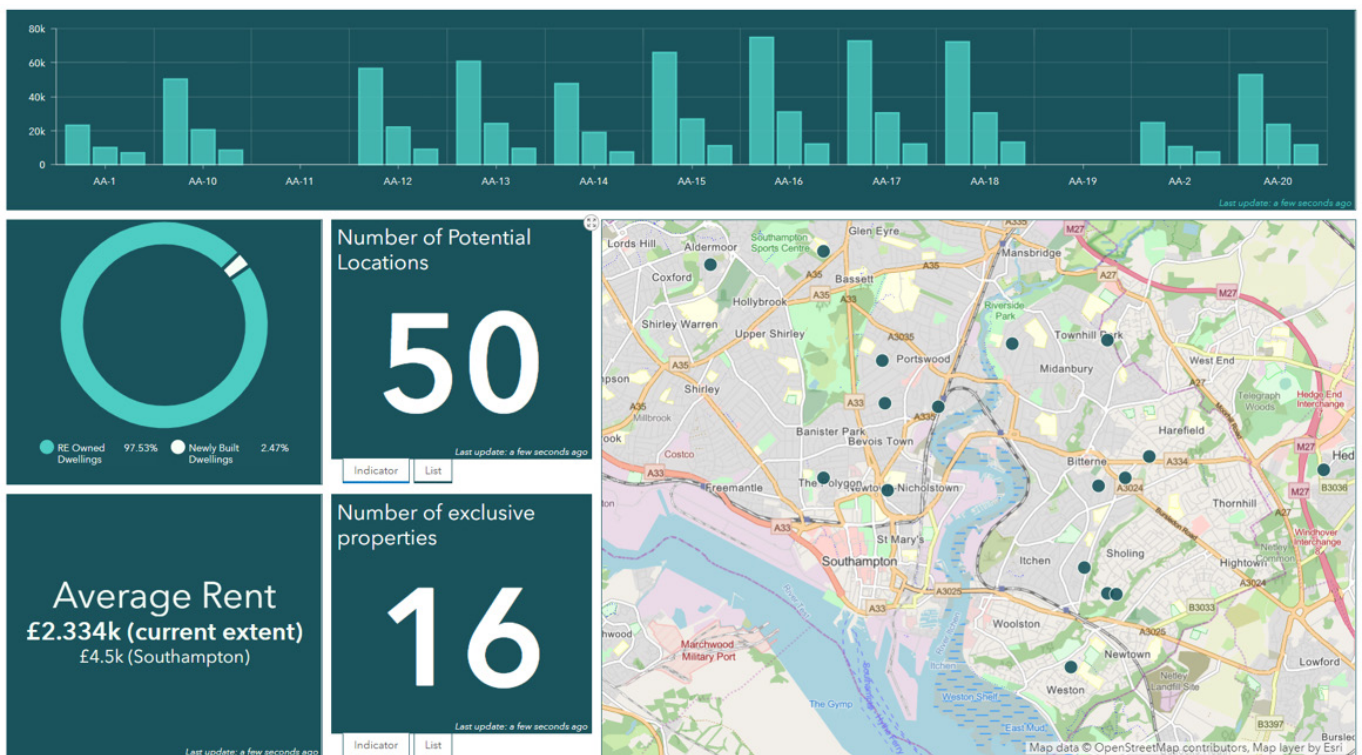 80k
60k
40k
20k
0
AA-1 AA-10 AA-11 AA-12 AA-13 AA-14 AA-15 AA-16 AA-17 AA-18 AA-19 AA-2 AA-20
Last update: a few seconds ago
RE Owned Dwellings 97.53% Newly Built Dwellings 2.47%
Number of Potential
Locations
50
Last update: a few seconds ago
Indicator List
Average Rent
£2.334k (current extent)
£4.5k (Southampton)
Last update: a few seconds ago
Number of exclusive
properties
16
Last update: a few seconds ago
Indicator List
Lords Hill
Aldermoor
Southampton
Sports Centre
Glen Eyre
A335
M27
Coxford
A35
Bassett
A35
Mansbridge
A27
Hollybrook
A35
A33
M27
Riverside
Park
Shirley Warren
Upper Shirley
A3035
Townhill Park
Portswood
Midanbury
West End
A35
Shirley
A27
Telegraph
Woods
Hedge End
Interchange
A35
Millbrook
A33
A335
Banister Park
Bevois Town
Harefield
Costco
Bitterne
A334
Hed
A33
Freemantle
The Polygon
Newtown-Nicholstown
A3024
M27
B3036
Thornhill
A27
A33
St Mary's
Bursledon Road
Windhover
Interchange
Southampton
Itchen
Sholing
Hightown
Netley
Common
A3024
River Test
A33
A3025
B3033
Woolston
A3025
Marchwood
Military Port
Itchen
Newtown
Lowford
Weston
Netley
Landfill Site
The Gymp
Weston Shelf
B3397
East Mud
Map data © OpenStreetMap contributors, Map layer by Esri